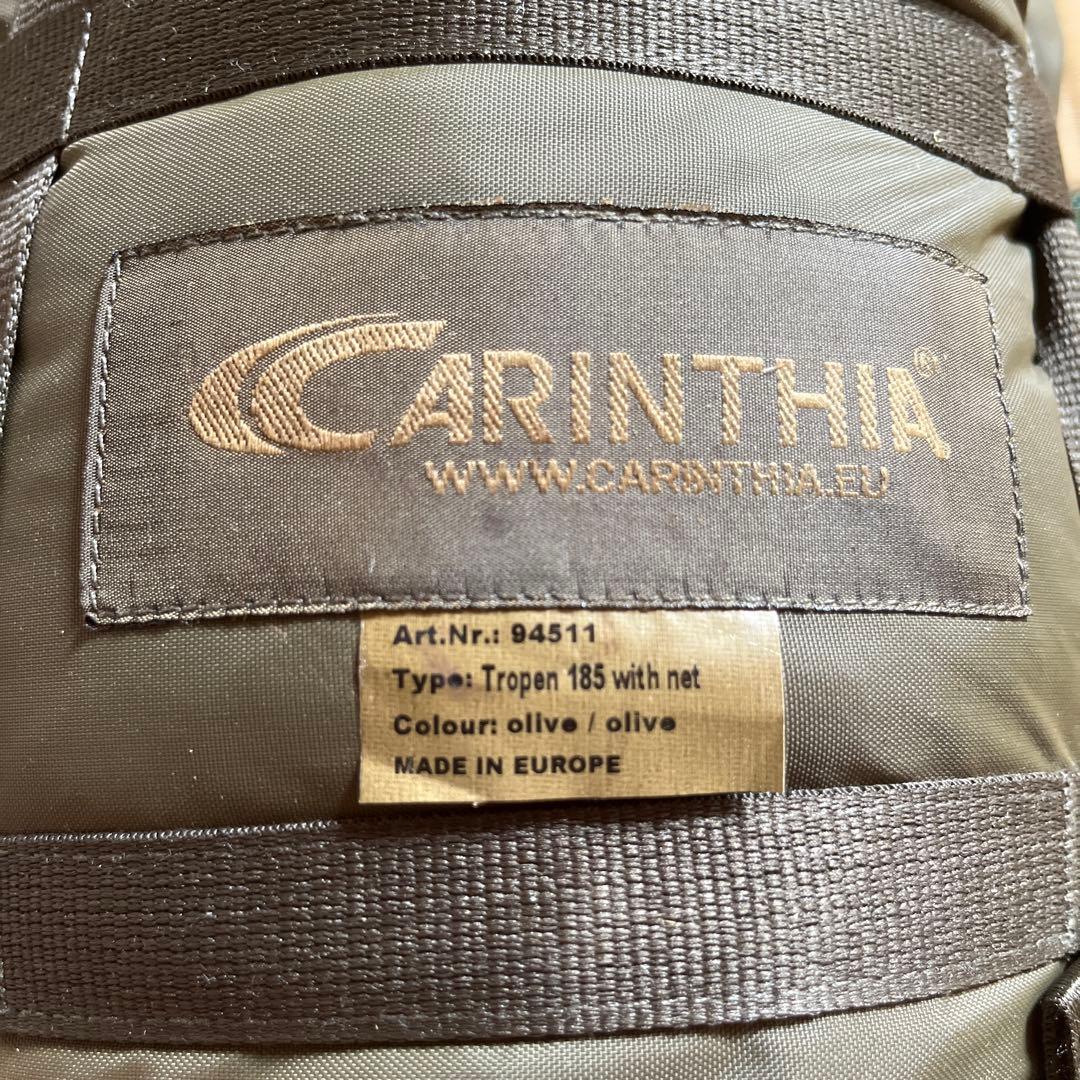 CARINTHIA®
WWW.CARINTHIA.EU
Art.Nr.: 94511
Type: Tropen 185 with net
Colour: olive / olive
MADE IN EUROPE